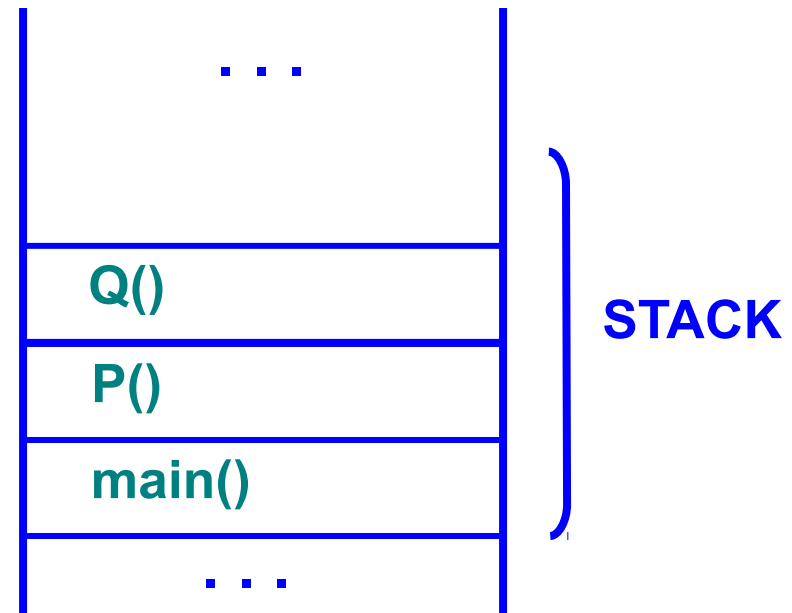 . . .
Q()
STACK
P()
main()
. . .